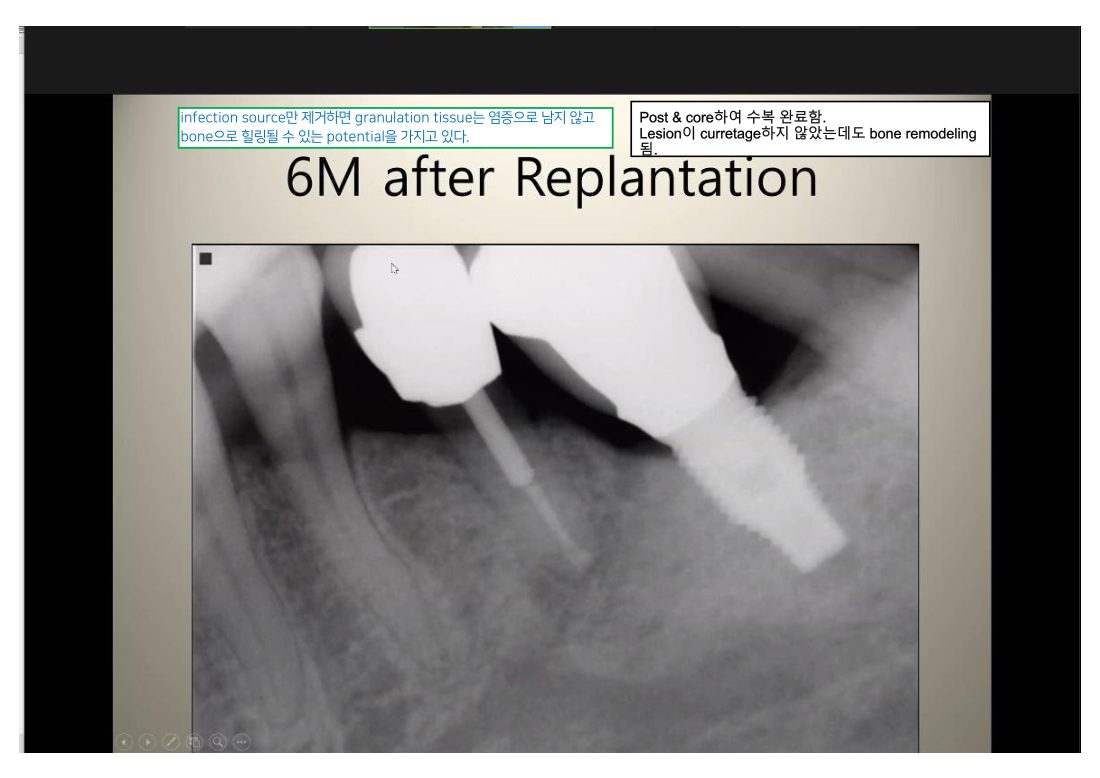 infection source만 제거하면 granulation tissue는 염증으로 남지 않고
bone으로 힐링될 수 있는 potential을 가지고 있다.
Post & core하여 수복 완료함.
Lesion이 curretage하지 않았는데도 bone remodeling
됨.
6M after Replantation